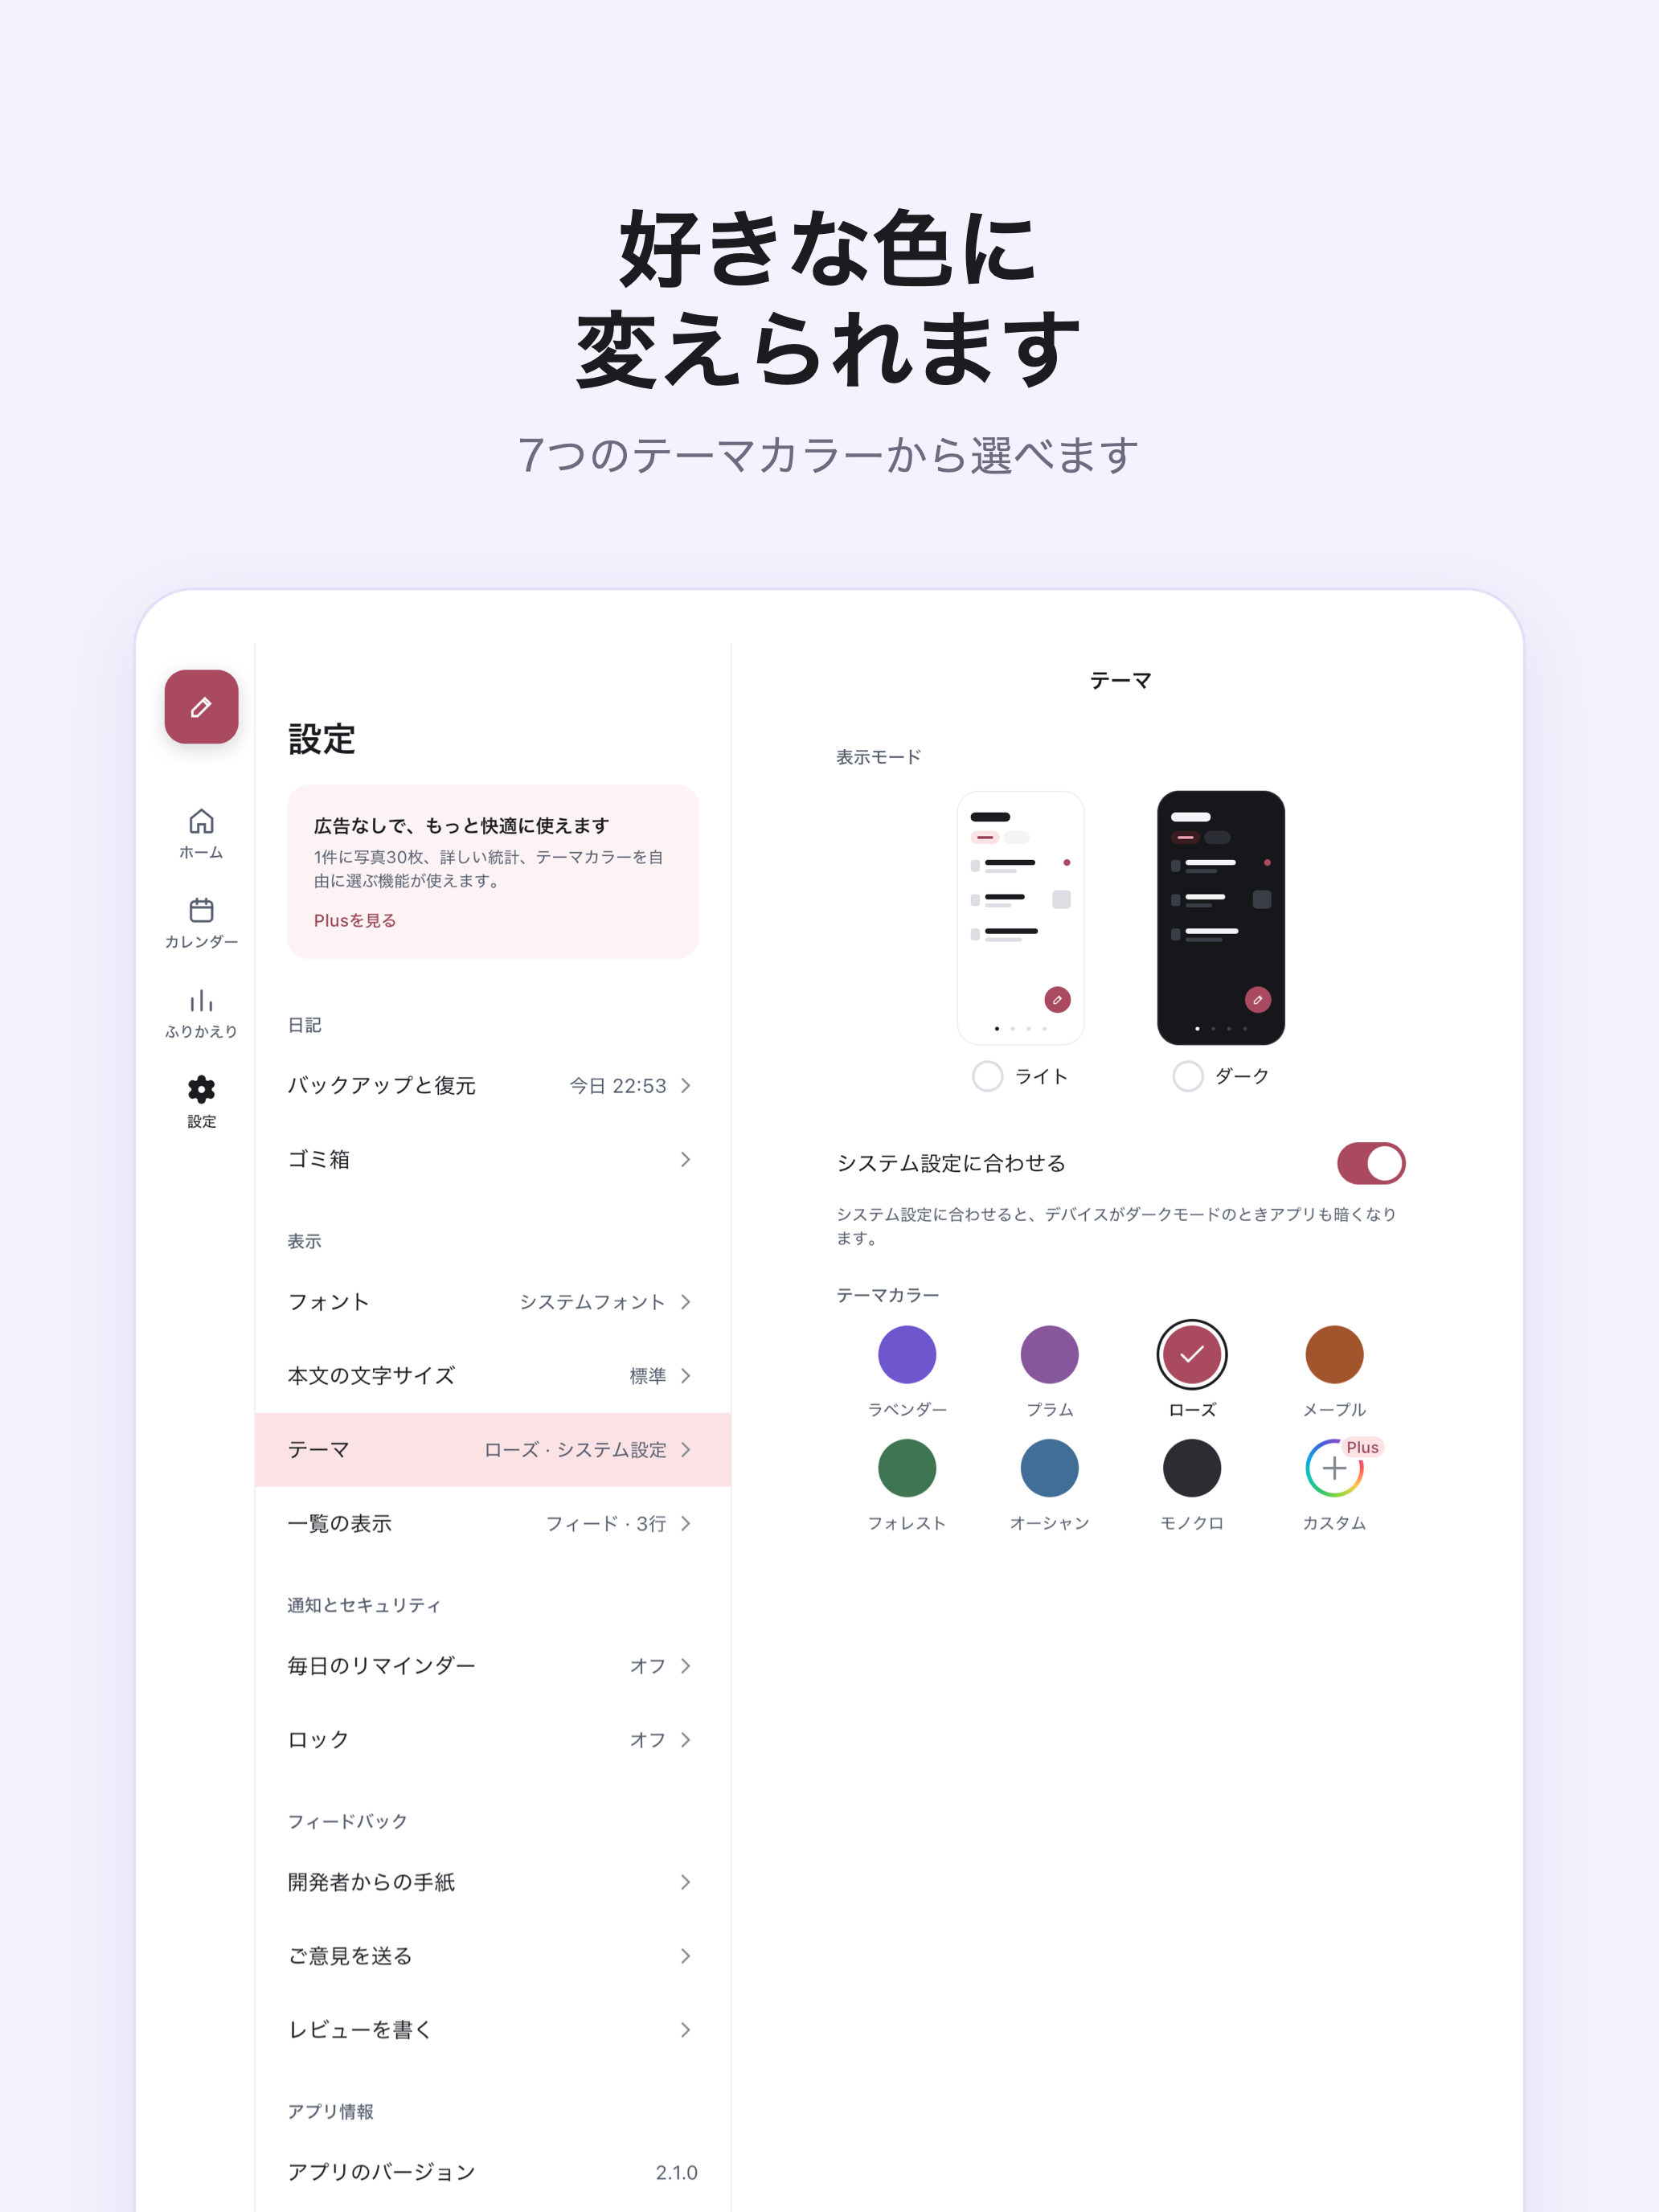 好きな色に
変えられます
7つのテーマカラーから選べます
ホーム
カレンダー
ふりかえり
設定
設定
広告なしで、もっと快適に使えます
1件に写真30枚、詳しい統計、テーマカラーを自
由に選ぶ機能が使えます。
Plusを見る
日記
バックアップと復元 今日 22:53
ゴミ箱
表示
フォント システムフォント
本文の文字サイズ 標準
テーマ ローズ · システム設定
一覧の表示 フィード · 3行
通知とセキュリティ
毎日のリマインダー オフ
ロック オフ
フィードバック
開発者からの手紙
ご意見を送る
レビューを書く
アプリ情報
アプリのバージョン 2.1.0
テーマ
表示モード
ライト ダーク
システム設定に合わせる
システム設定に合わせると、デバイスがダークモードのときアプリも暗くなり
ます。
テーマカラー
ラベンダー プラム ローズ メープル
Plus
フォレスト オーシャン モノクロ カスタム